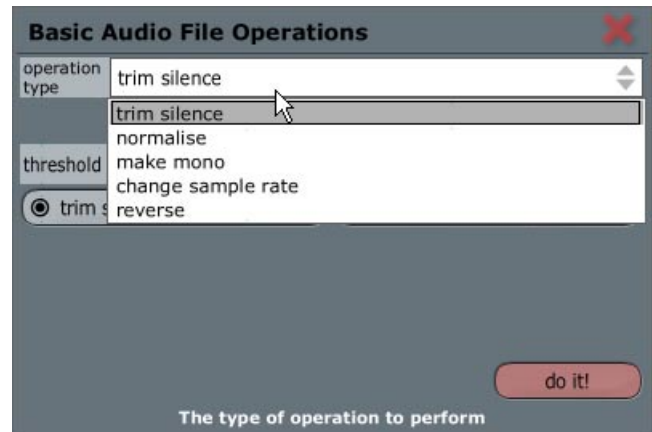 Basic Audio File Operations
operation
type
trim silence
trim silence
normalise
threshold
make mono
change sample rate
trim
reverse
do it!
The type of operation to perform